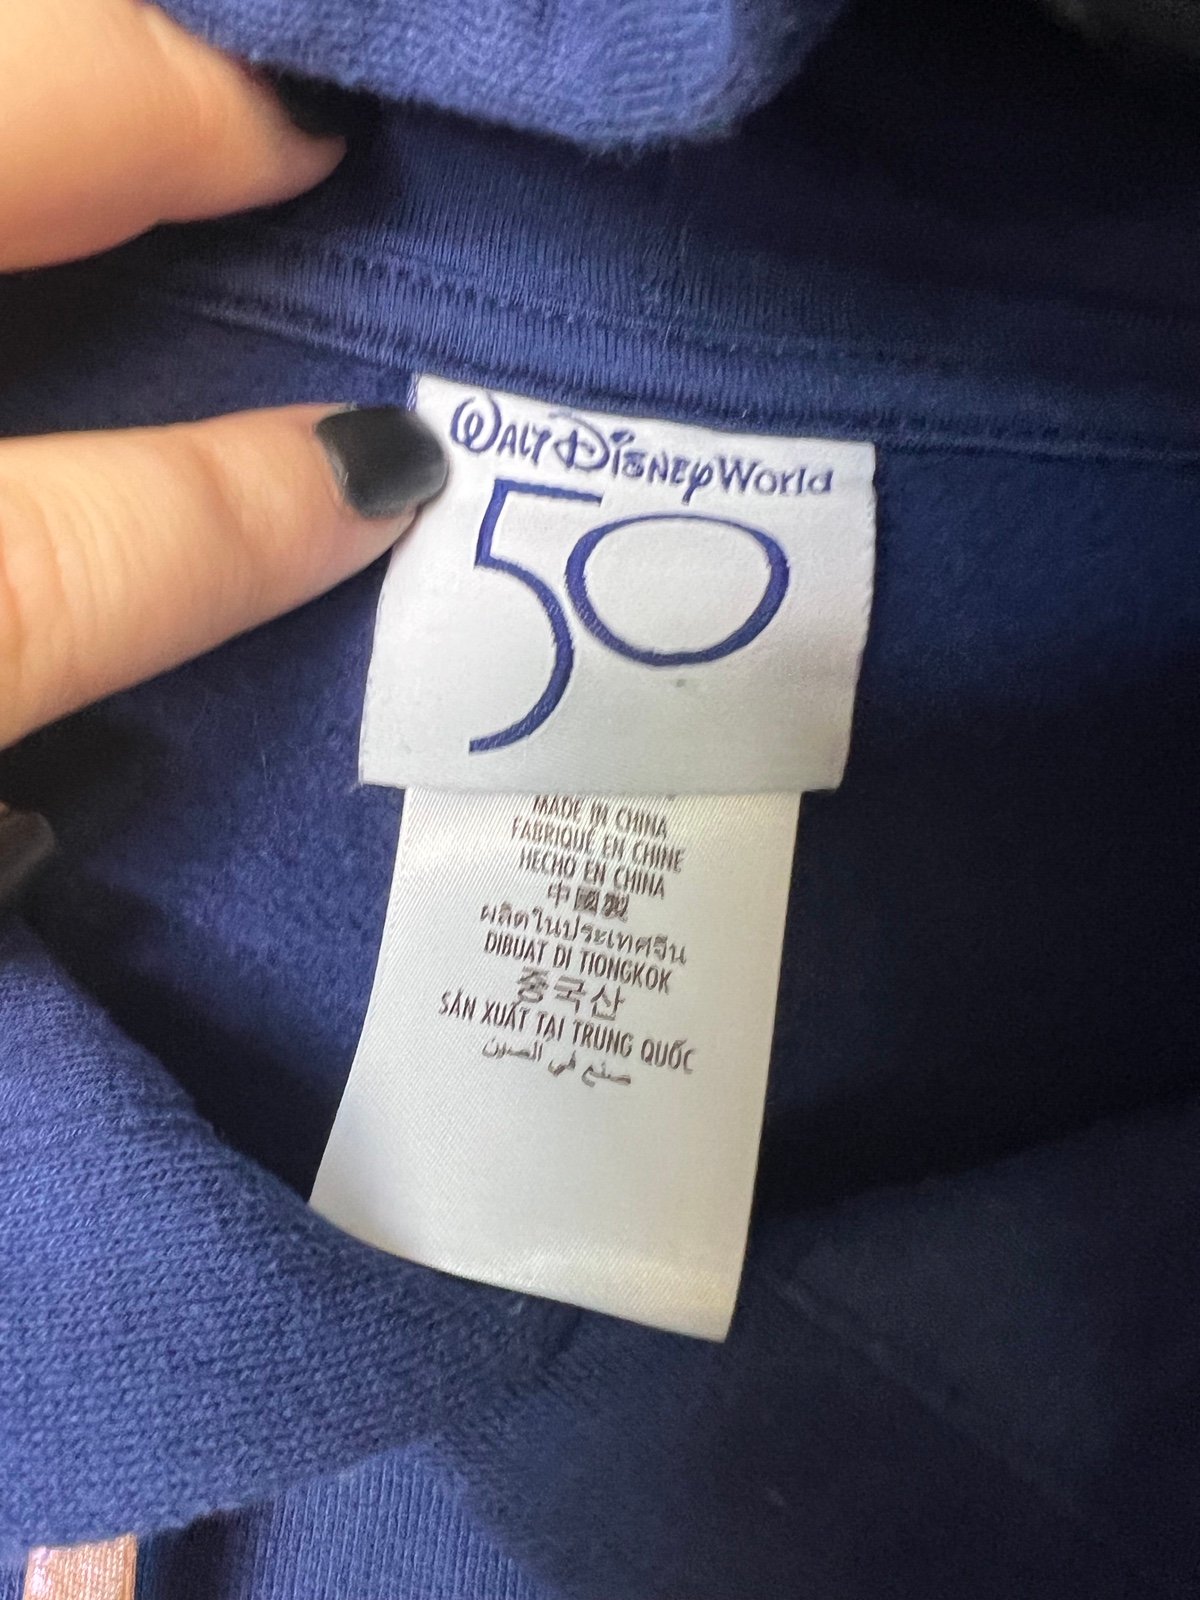 WALT DISNEY World
50
MADE IN CHINA
FABRIQUÉ EN CHINE
HECHO EN CHINA
中國製
ผลิตในประเทศจีน
DIBUAT DI TIONGKOK
중국산
SẢN XUẤT TẠI TRUNG QUỐC
صنع في الصين